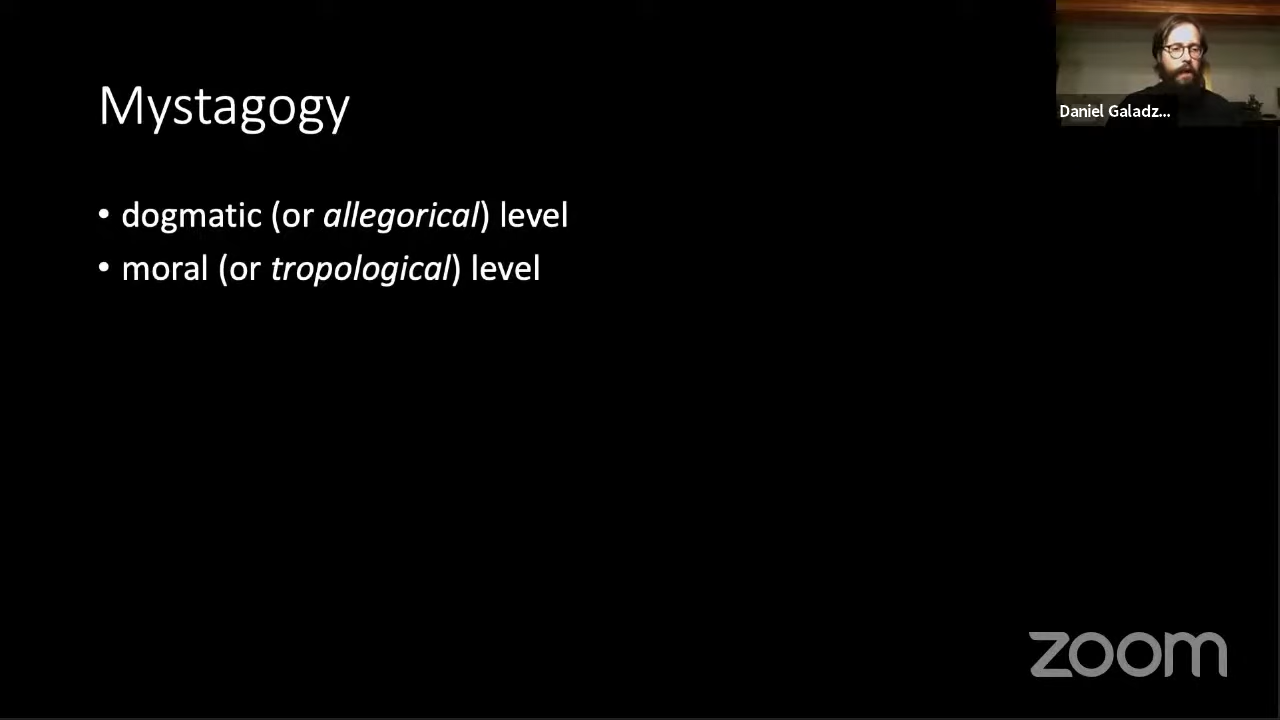 Mystagogy
• dogmatic (or allegorical) level
• moral (or tropological) level
Daniel Galadz...
zoom